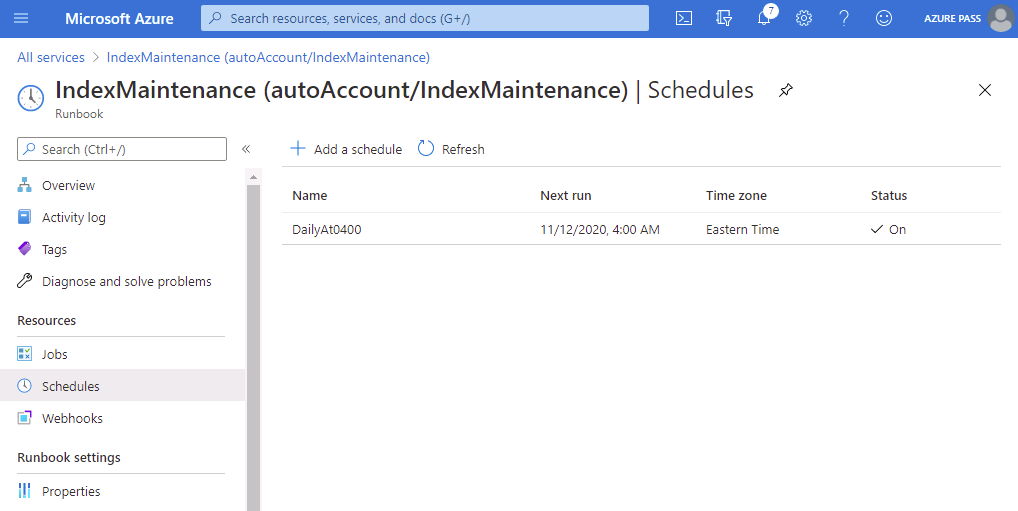 Microsoft Azure
Search resources, services, and docs (G+/)
7
AZURE PASS
All services > IndexMaintenance (autoAccount/IndexMaintenance)
IndexMaintenance (autoAccount/IndexMaintenance) | Schedules
Runbook
Search (Ctrl+/)
«
Add a schedule
Refresh
Overview
Activity log
Tags
Diagnose and solve problems
Resources
Jobs
Schedules
Webhooks
Runbook settings
Properties
Name Next run Time zone Status
DailyAt0400 11/12/2020, 4:00 AM Eastern Time On